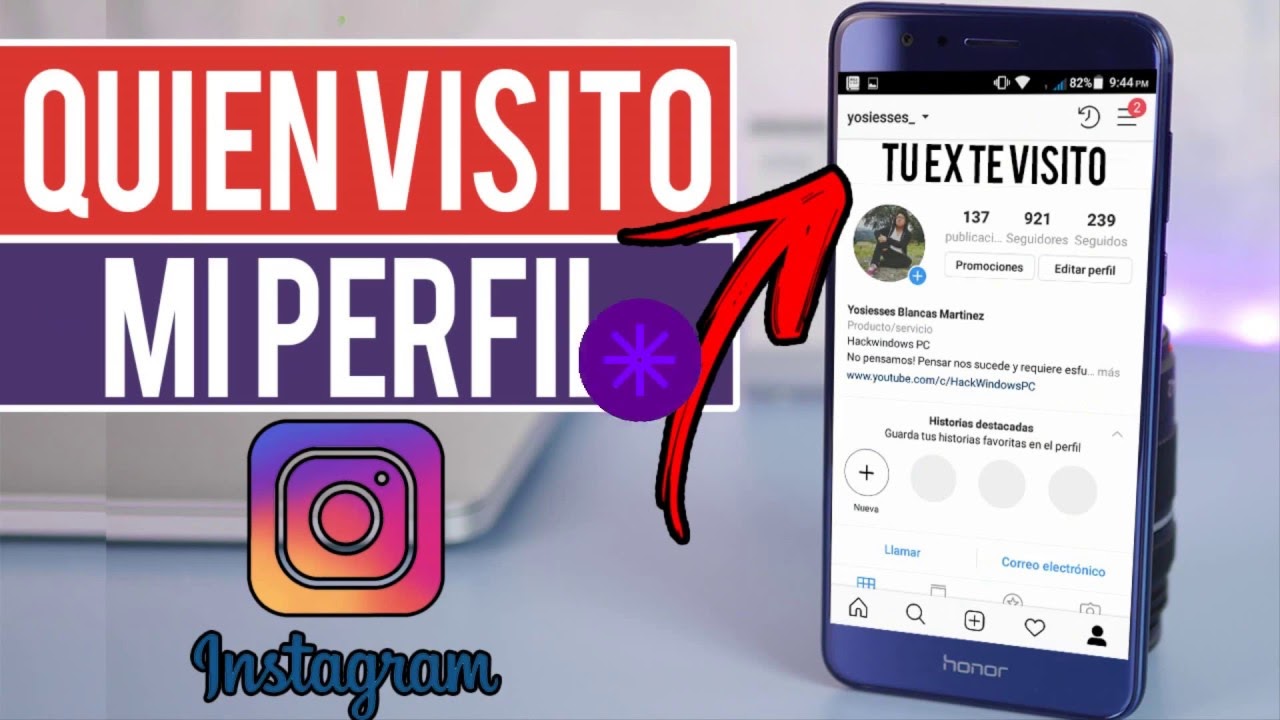 QUIEN VISITO
MI PERFIL
Instagram
82% 9:44 PM
yosiesses_
2
TU EX TE VISITO
137 921 239
publicaci... Seguidores Seguidos
Promociones Editar perfil
Yosiesses Blancas Martinez
Producto/servicio
Hackwindows PC
No pensamos! Pensar nos sucede y requiere esfu... más
www.youtube.com/c/HackWindowsPC
Historias destacadas
Guarda tus historias favoritas en el perfil
Nueva
Llamar Correo electrónico
honor